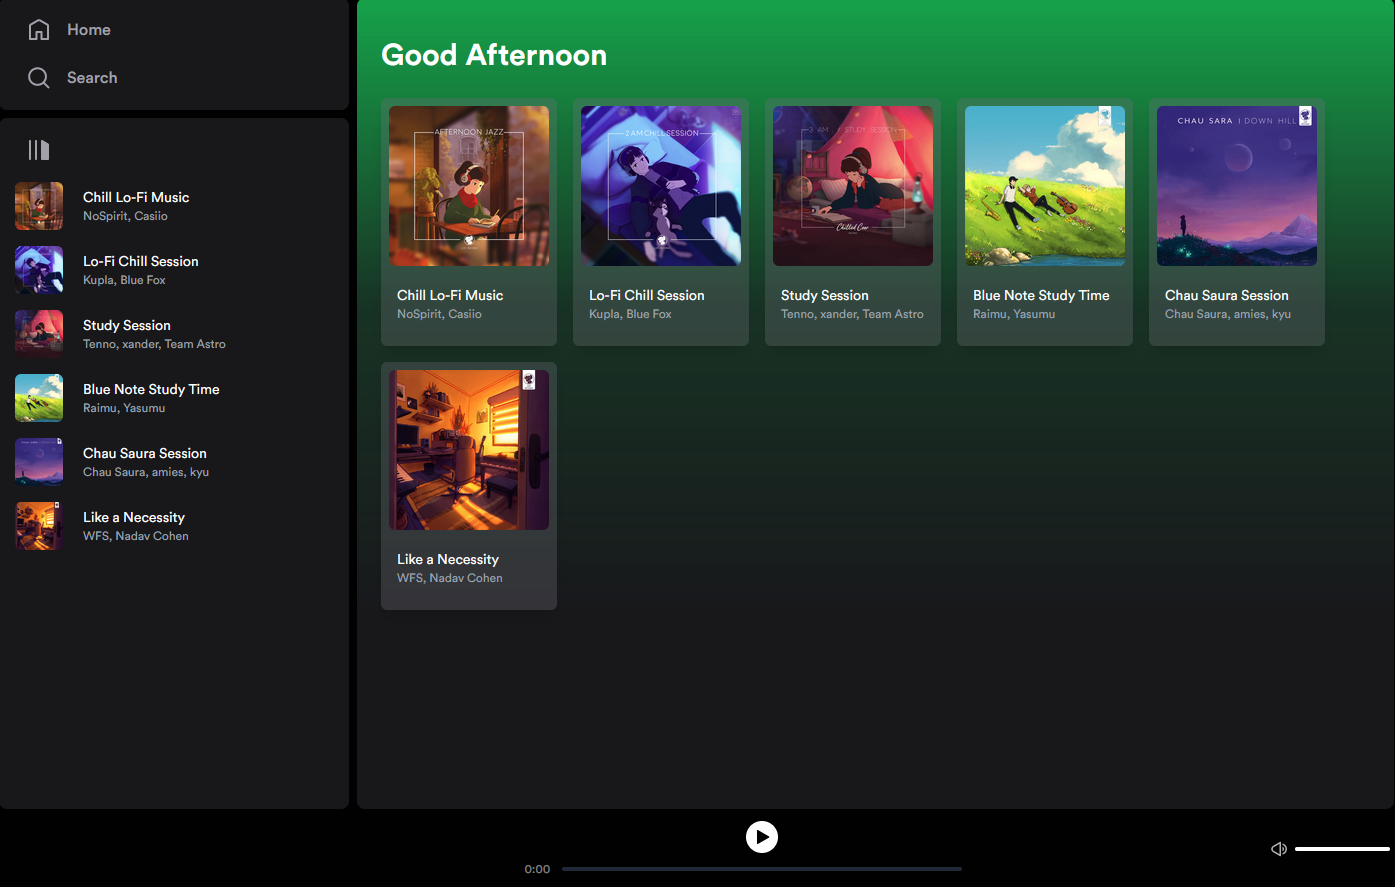 Home
Search
Chill Lo-Fi Music
NoSpirit, Casiio
Lo-Fi Chill Session
Kupla, Blue Fox
Study Session
Tenno, xander, Team Astro
Blue Note Study Time
Raimu, Yasumu
Chau Saura Session
Chau Saura, amies, kyu
Like a Necessity
WFS, Nadav Cohen
Good Afternoon
AFTERNOON JAZZ
Chill Lo-Fi Music
NoSpirit, Casiio
2 AM CHILL SESSION
Lo-Fi Chill Session
Kupla, Blue Fox
3 AM STUDY SESSION
Chilled Cow
Study Session
Tenno, xander, Team Astro
Blue Note Study Time
Raimu, Yasumu
CHAU SARA | DOWN HILL
Chau Saura Session
Chau Saura, amies, kyu
Like a Necessity
WFS, Nadav Cohen
0:00